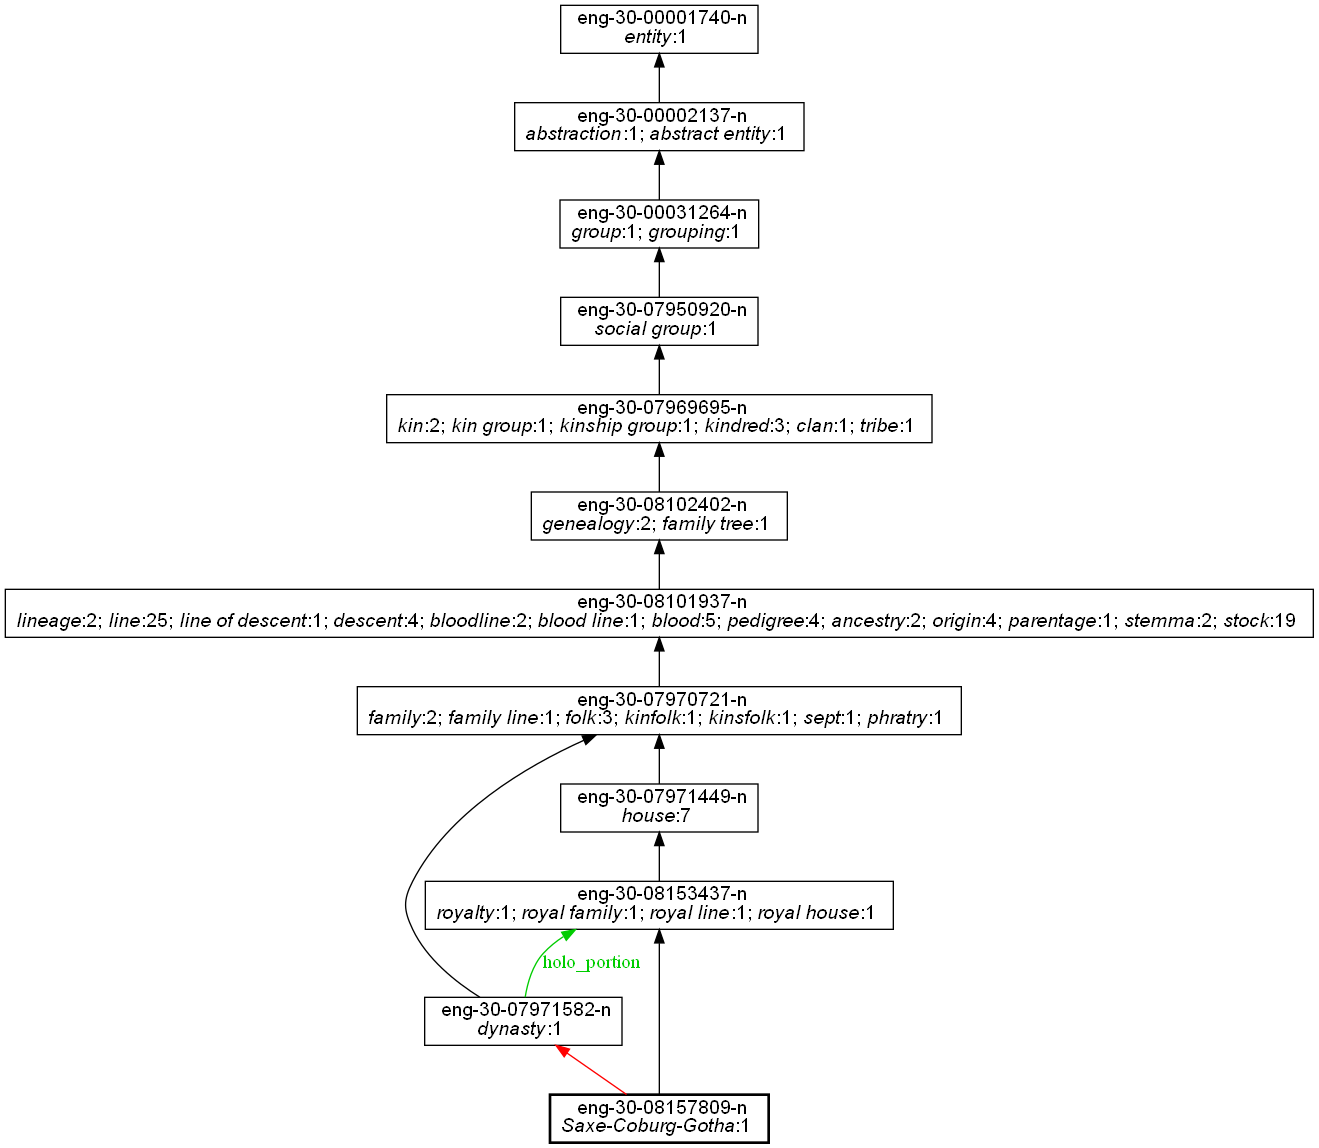 eng-30-00001740-n
entity:1
eng-30-00002137-n
abstraction:1; abstract entity:1
eng-30-00031264-n
group:1; grouping:1
eng-30-07950920-n
social group:1
eng-30-07969695-n
kin:2; kin group:1; kinship group:1; kindred:3; clan:1; tribe:1
eng-30-08102402-n
genealogy:2; family tree:1
eng-30-08101937-n
lineage:2; line:25; line of descent:1; descent:4; bloodline:2; blood line:1; blood:5; pedigree:4; ancestry:2; origin:4; parentage:1; stemma:2; stock:19
eng-30-07970721-n
family:2; family line:1; folk:3; kinfolk:1; kinsfolk:1; sept:1; phratry:1
eng-30-07971449-n
house:7
eng-30-08153437-n
royalty:1; royal family:1; royal line:1; royal house:1
holo_portion
eng-30-07971582-n
dynasty:1
eng-30-08157809-n
Saxe-Coburg-Gotha:1